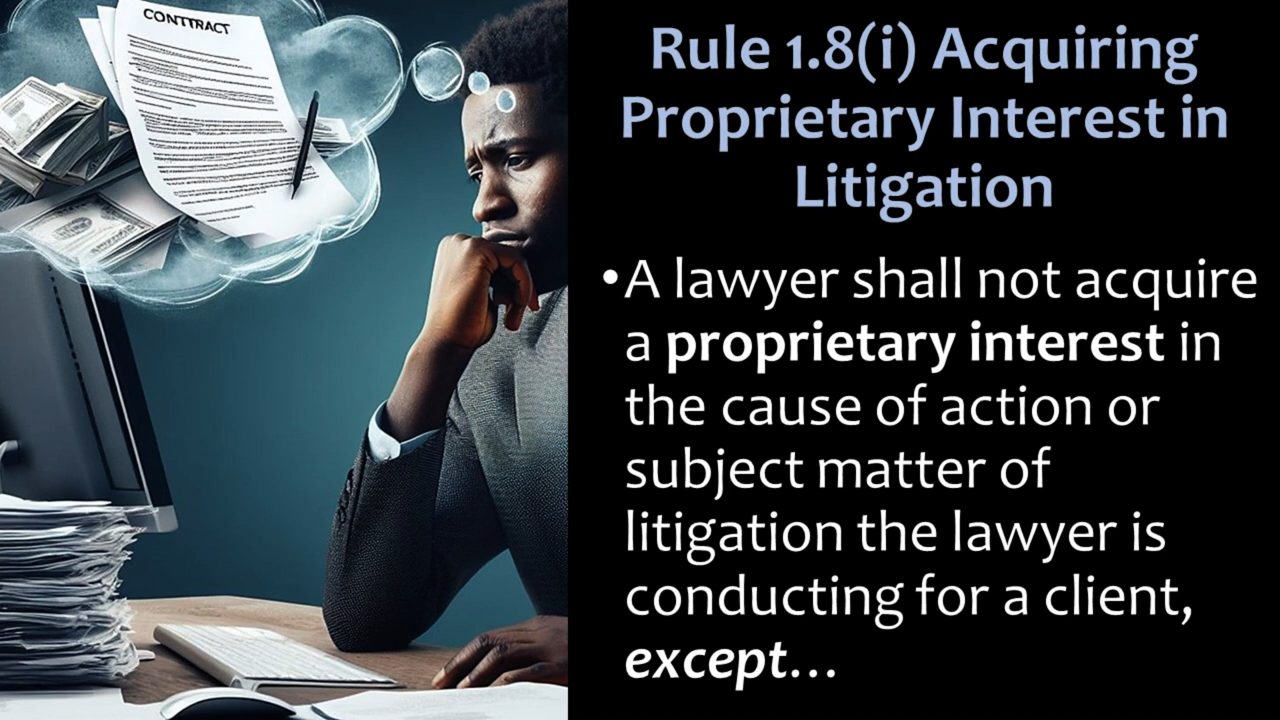 CONTTRACT
Rule 1.8(i) Acquiring
Proprietary Interest in
Litigation
•A lawyer shall not acquire
a proprietary interest in
the cause of action or
subject matter of
litigation the lawyer is
conducting for a client,
except…